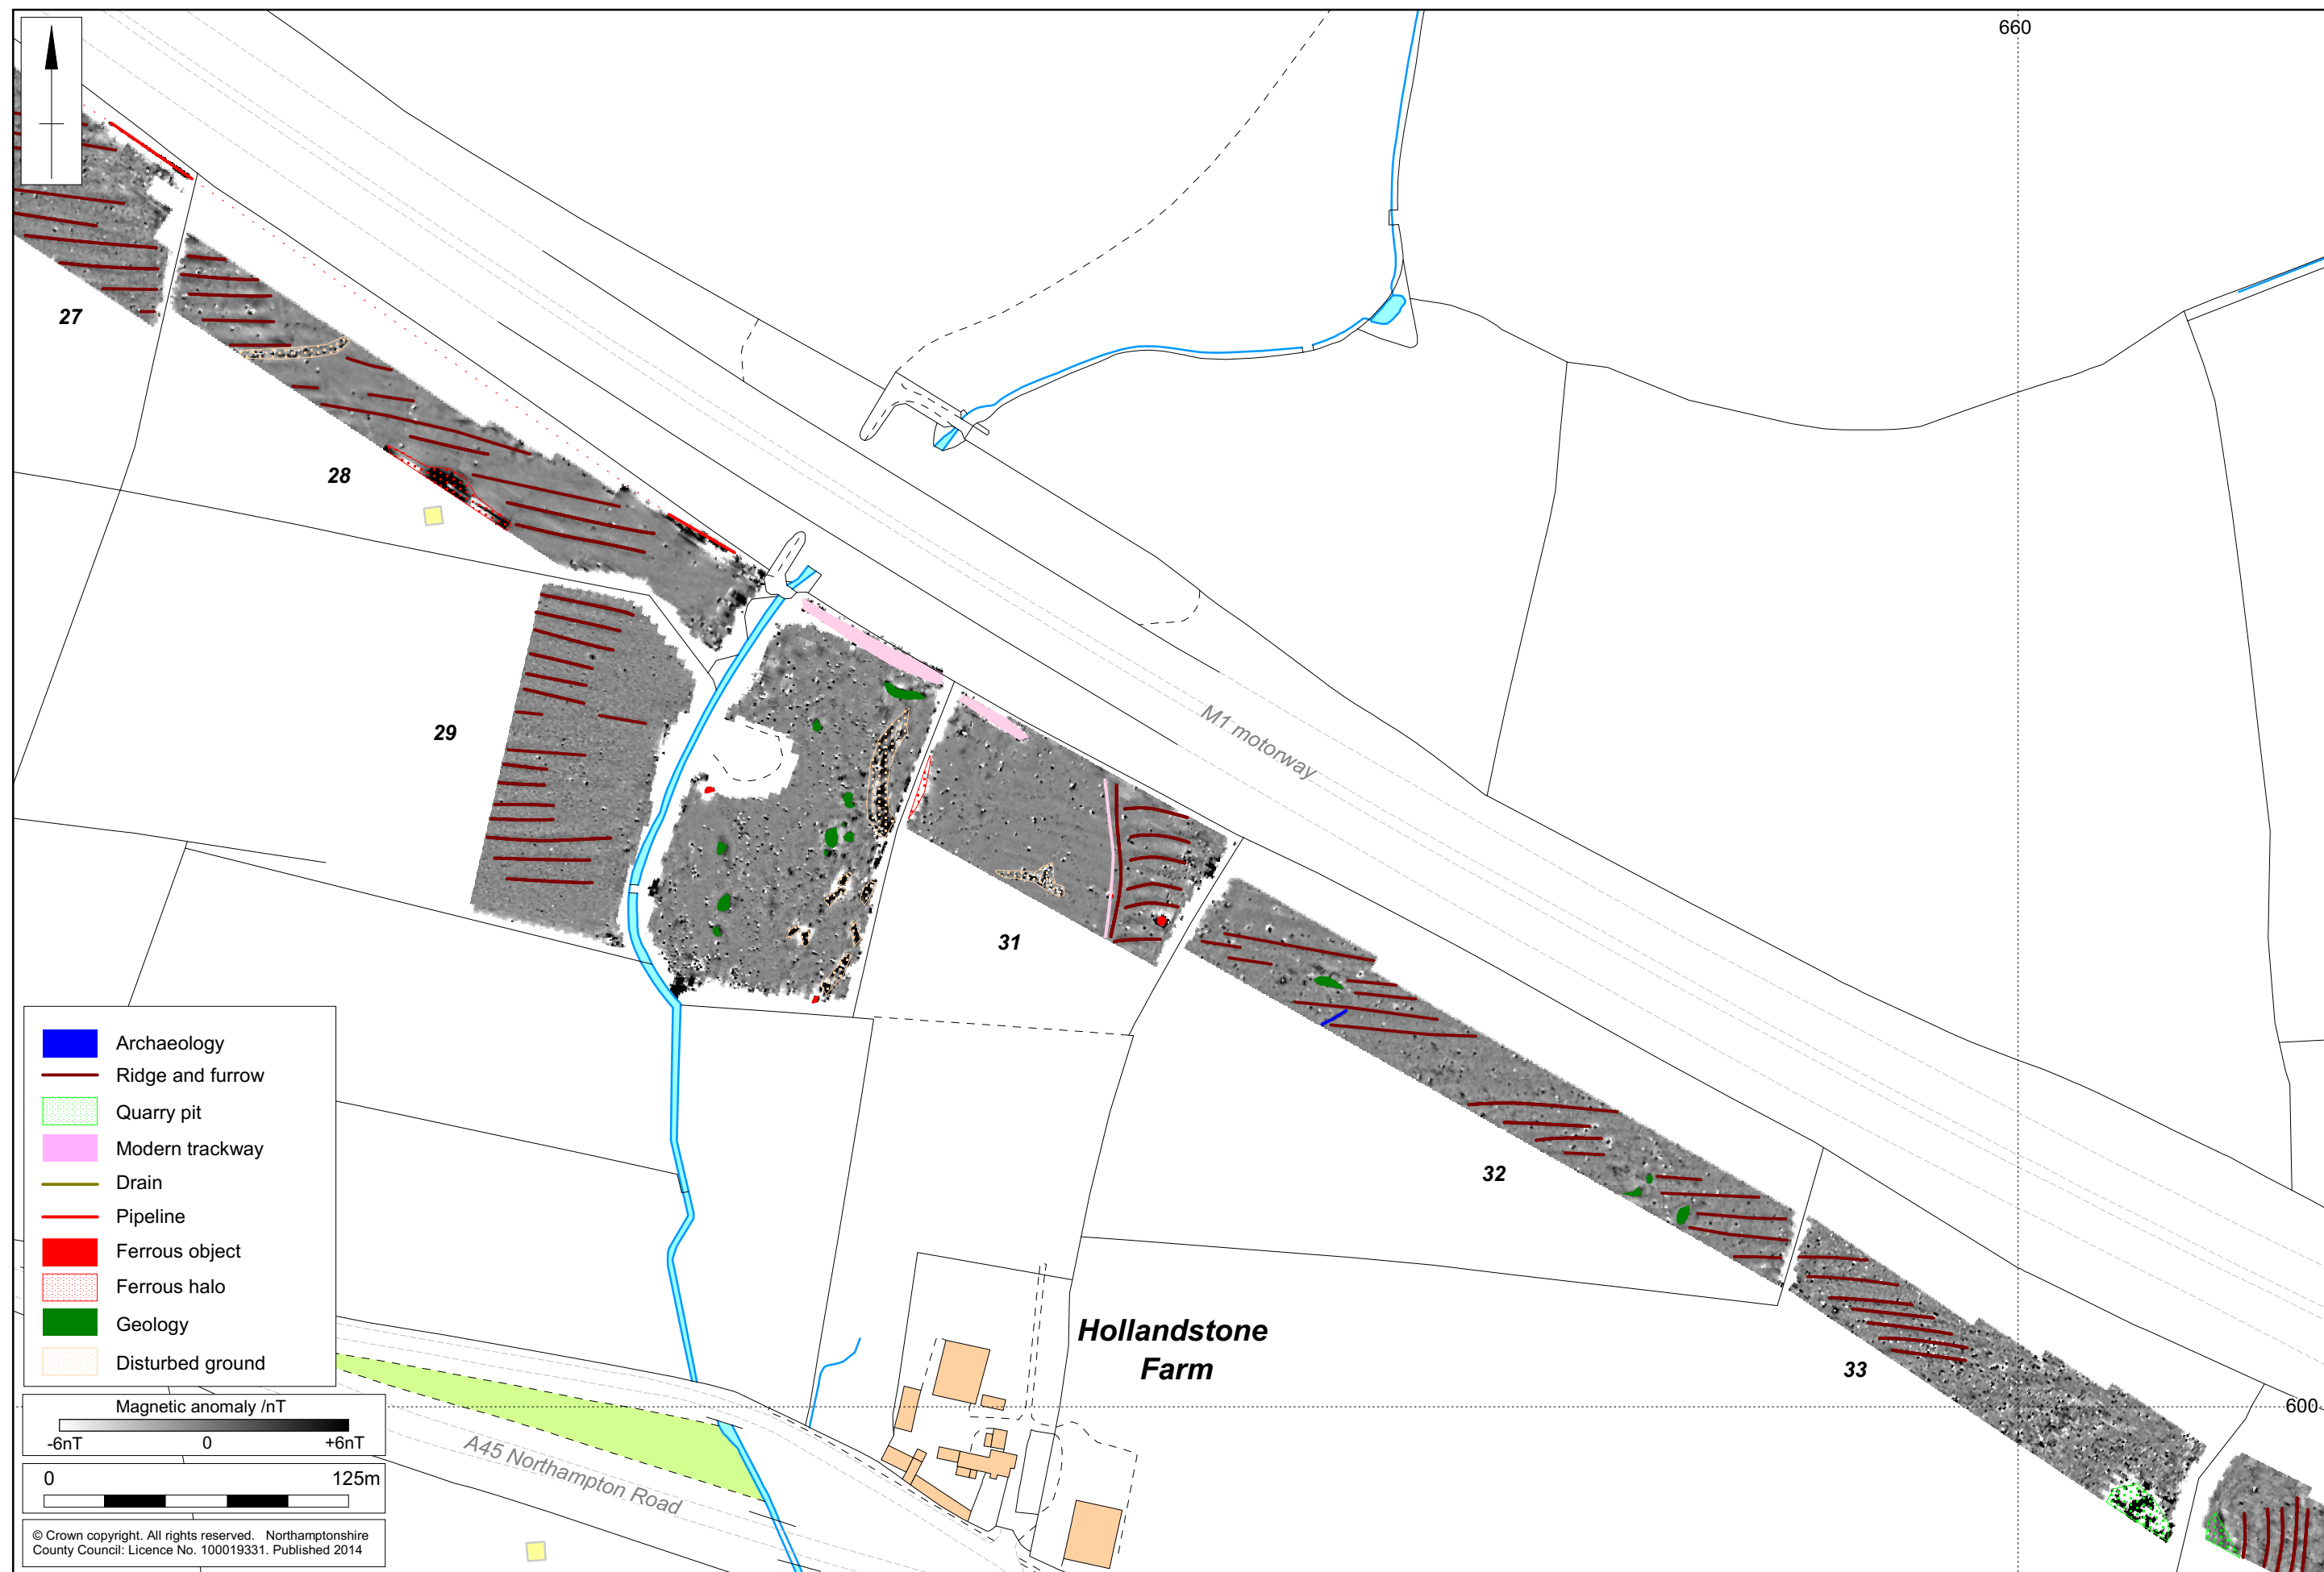 660
27
28
29
M1 motorway
31
32
Hollandstone
Farm
33
600
Archaeology
Ridge and furrow
Quarry pit
Modern trackway
Drain
Pipeline
Ferrous object
Ferrous halo
Geology
Disturbed ground
Magnetic anomaly /nT
-6nT 0 +6nT
0 125m
A45 Northampton Road
© Crown copyright. All rights reserved. Northamptonshire
County Council: Licence No. 100019331. Published 2014